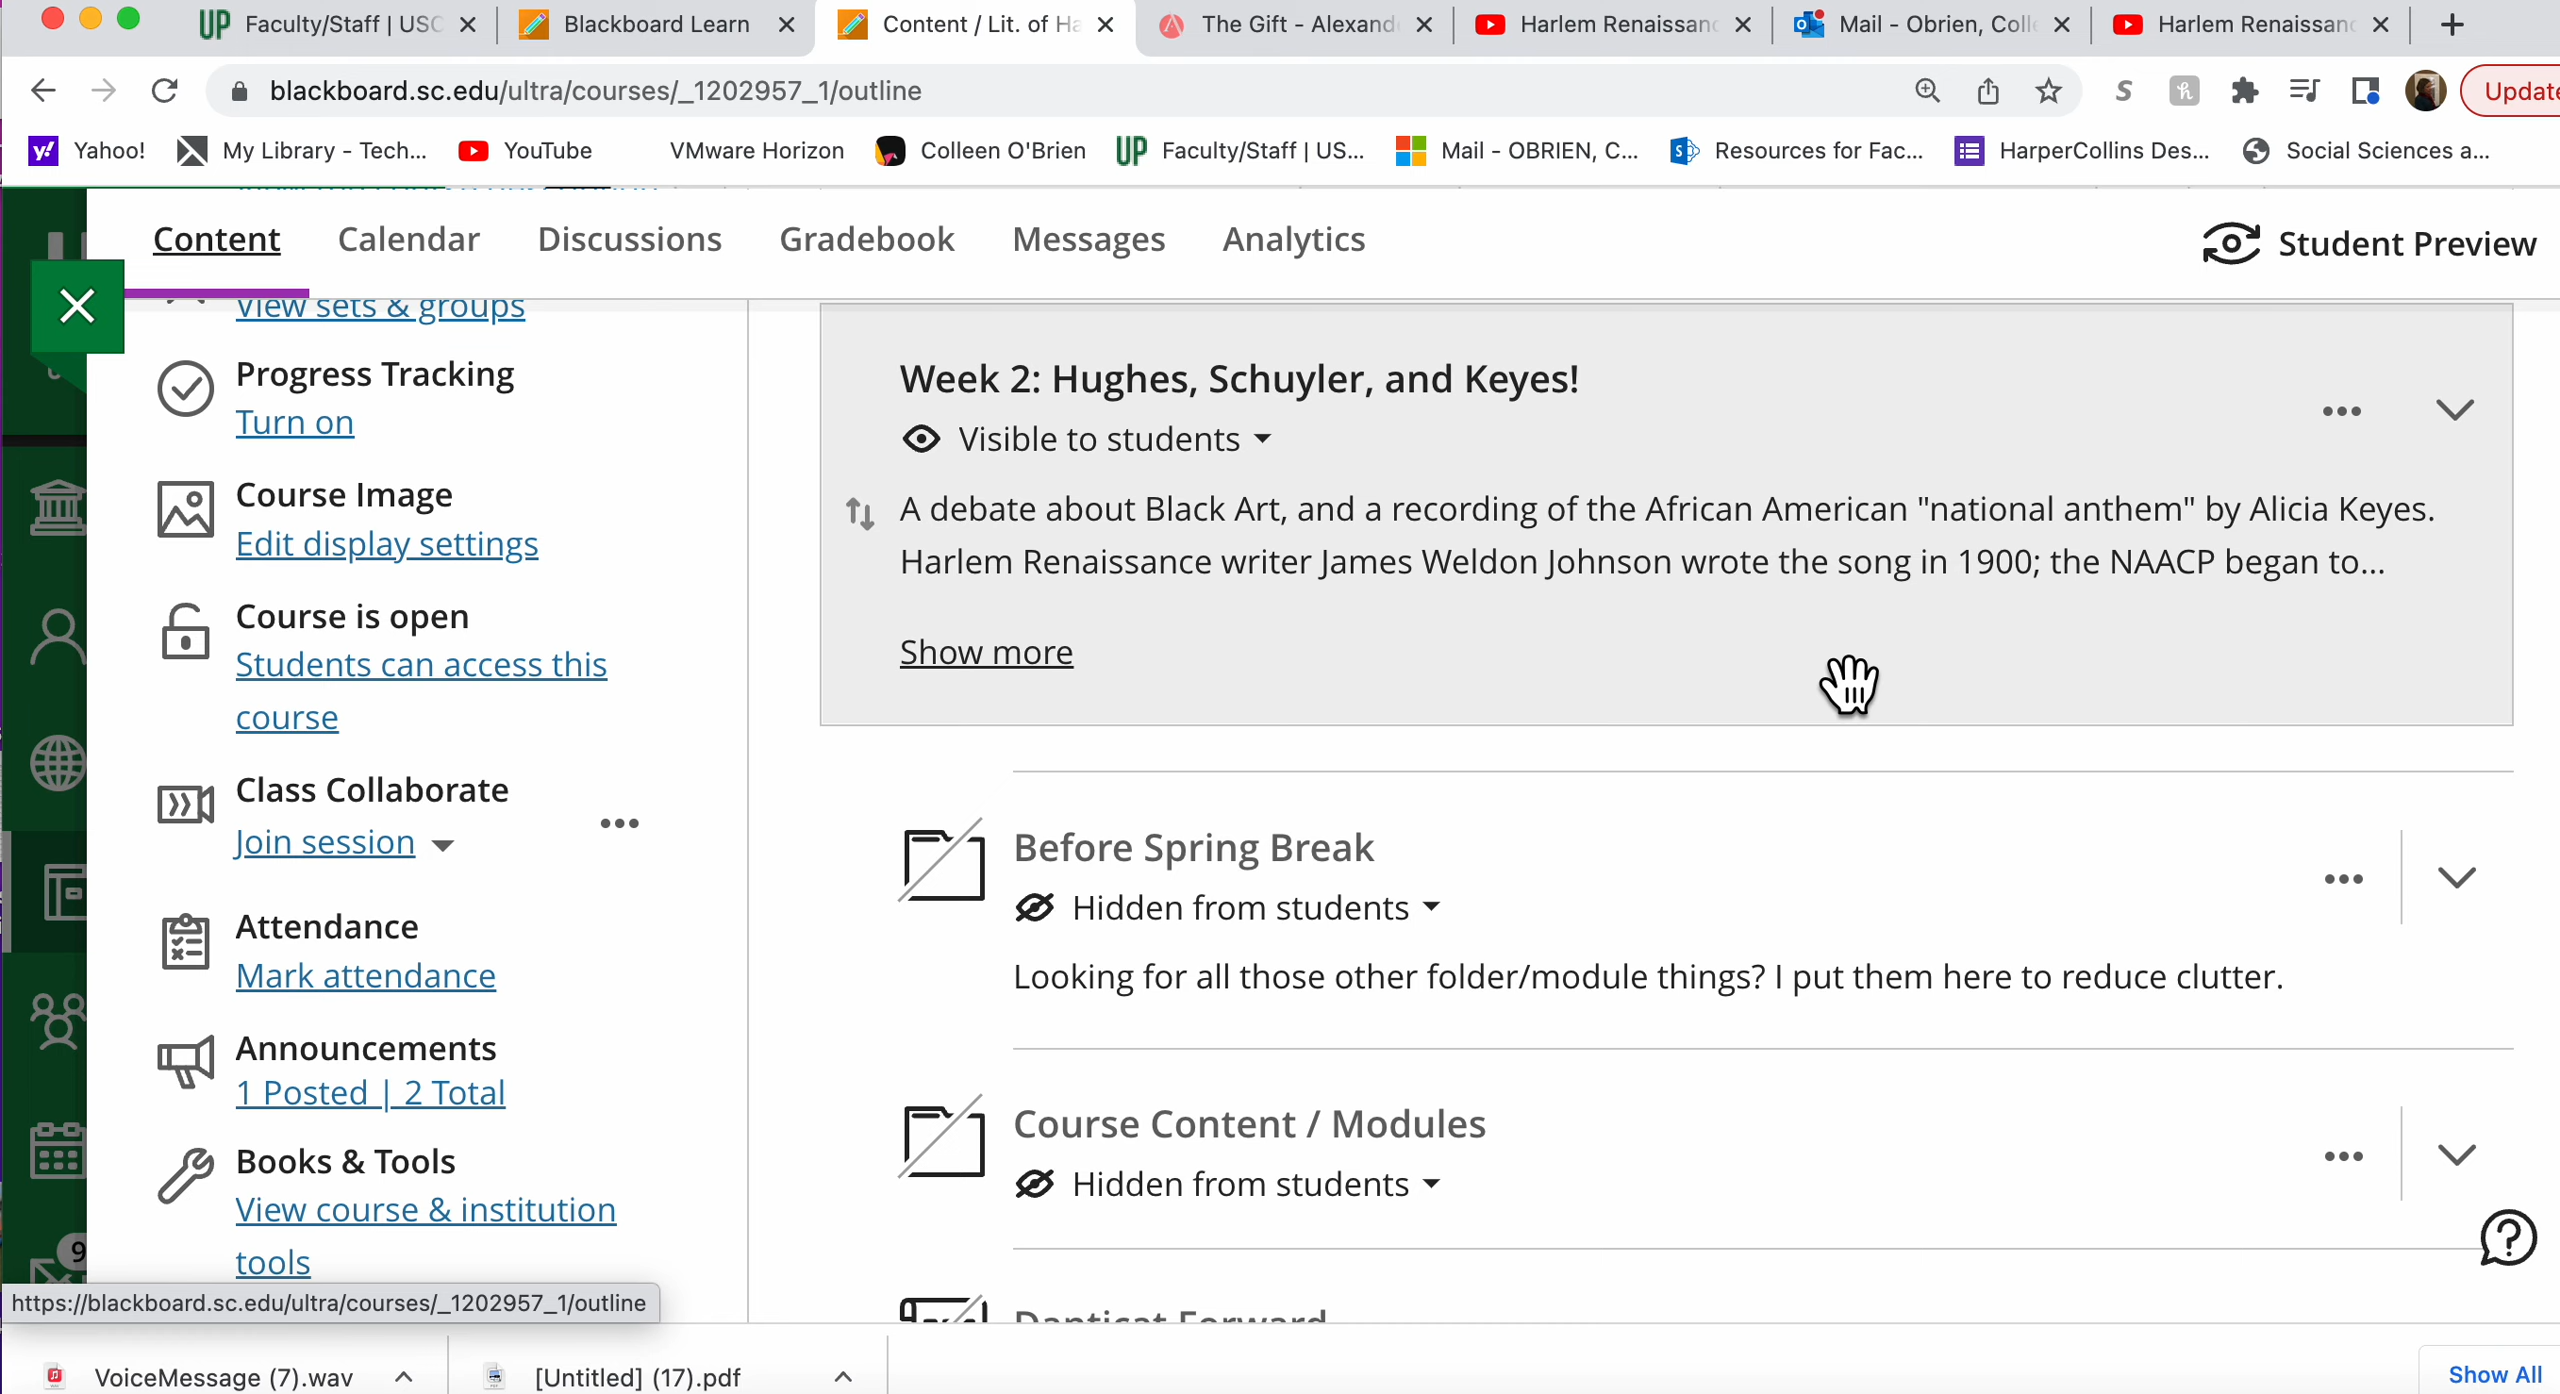 Faculty/Staff | USC
Blackboard Learn
Content / Lit. of Ha
The Gift - Alexand
Harlem Renaissanc
Mail - Obrien, Colle
Harlem Renaissanc
blackboard.sc.edu/ultra/courses/_1202957_1/outline
Update
Yahoo!
My Library - Tech...
YouTube
VMware Horizon
Colleen O'Brien
Faculty/Staff | US...
Mail - OBRIEN, C...
Resources for Fac...
HarperCollins Des...
Social Sciences a...
Content
Calendar
Discussions
Gradebook
Messages
Analytics
Student Preview
View sets & groups
Progress Tracking
Turn on
Course Image
Edit display settings
Course is open
Students can access this
course
Class Collaborate
Join session
Attendance
Mark attendance
Announcements
1 Posted | 2 Total
Books & Tools
View course & institution
tools
Week 2: Hughes, Schuyler, and Keyes!
Visible to students
A debate about Black Art, and a recording of the African American "national anthem" by Alicia Keyes.
Harlem Renaissance writer James Weldon Johnson wrote the song in 1900; the NAACP began to...
Show more
Before Spring Break
Hidden from students
Looking for all those other folder/module things? I put them here to reduce clutter.
Course Content / Modules
Hidden from students
Danticat Forward
9
https://blackboard.sc.edu/ultra/courses/_1202957_1/outline
VoiceMessage (7).wav
[Untitled] (17).pdf
Show All